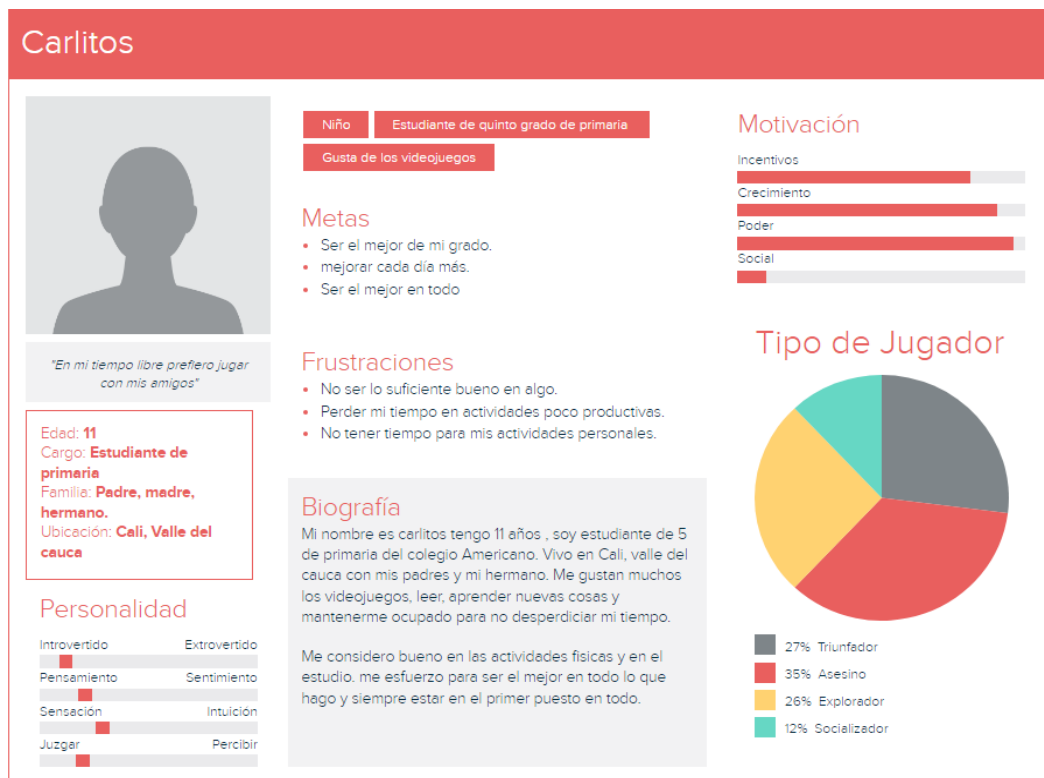 Carlitos
"En mi tiempo libre prefiero jugar
con mis amigos"
Edad: 11
Cargo: Estudiante de
primaria
Familia: Padre, madre,
hermano.
Ubicación: Cali, Valle del
cauca
Personalidad
Introvertido Extrovertido
Pensamiento Sentimiento
Sensación Intuición
Juzgar Percibir
Niño Estudiante de quinto grado de primaria
Gusta de los videojuegos
Metas
• Ser el mejor de mi grado.
• mejorar cada día más.
• Ser el mejor en todo
Frustraciones
• No ser lo suficiente bueno en algo.
• Perder mi tiempo en actividades poco productivas.
• No tener tiempo para mis actividades personales.
Biografía
Mi nombre es carlitos tengo 11 años , soy estudiante de 5
de primaria del colegio Americano. Vivo en Cali, valle del
cauca con mis padres y mi hermano. Me gustan muchos
los videojuegos, leer, aprender nuevas cosas y
mantenerme ocupado para no desperdiciar mi tiempo.
Me considero bueno en las actividades fisicas y en el
estudio. me esfuerzo para ser el mejor en todo lo que
hago y siempre estar en el primer puesto en todo.
Motivación
Incentivos
Crecimiento
Poder
Social
Tipo de Jugador
27% Triunfador
35% Asesino
26% Explorador
12% Socializador